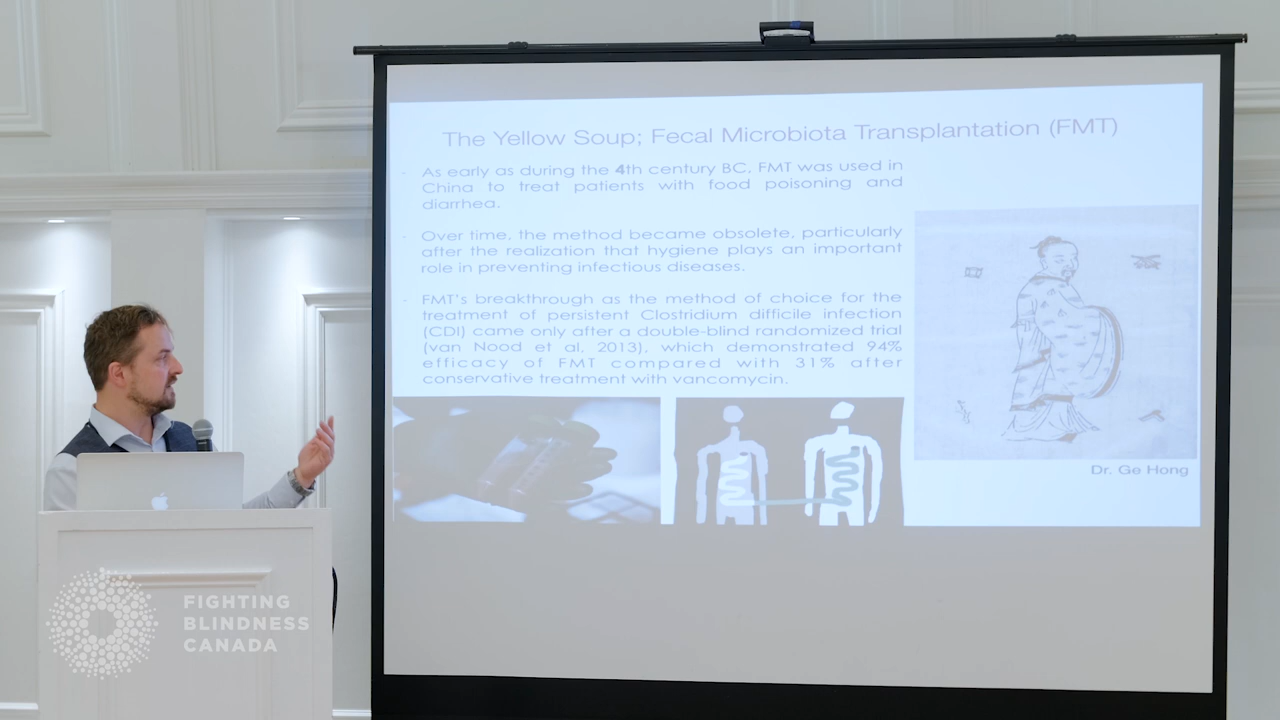 The Yellow Soup; Fecal Microbiota Transplantation (FMT)
- As early as during the 4th century BC, FMT was used in
China to treat patients with food poisoning and
diarrhea.
- Over time, the method became obsolete, particularly
after the realization that hygiene plays an important
role in preventing infectious diseases.
- FMT's breakthrough as the method of choice for the
treatment of persistent Clostridium difficile infection
(CDI) came only after a double-blind randomized trial
(van Nood et al, 2013), which demonstrated 94%
efficacy of FMT compared with 31% after
conservative treatment with vancomycin.
Dr. Ge Hong
FIGHTING
BLINDNESS
CANADA